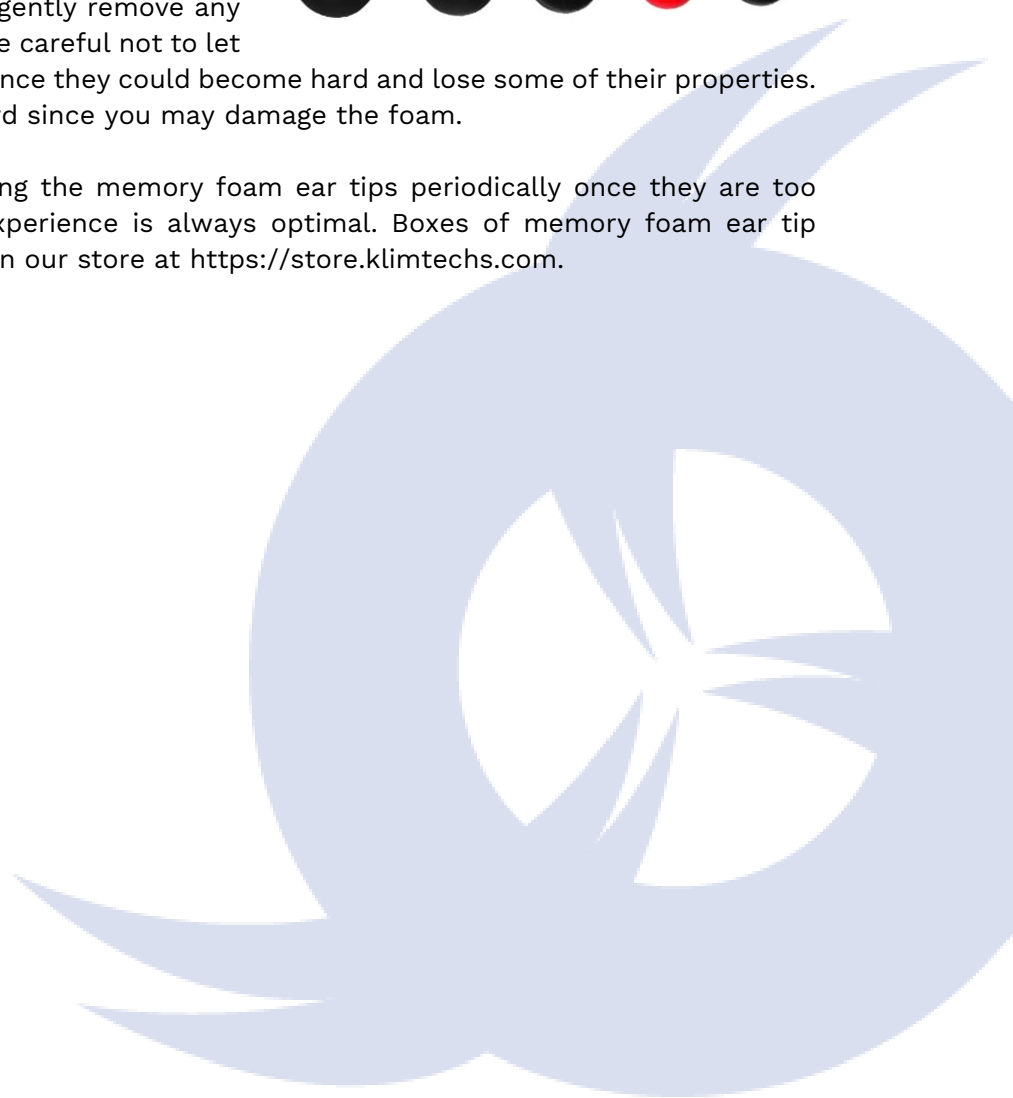 gently remove any
e careful not to let
nce they could become hard and lose some of their properties.
rd since you may damage the foam.
ng the memory foam ear tips periodically once they are too
xperience is always optimal. Boxes of memory foam ear tip
n our store at https://store.klimtechs.com.